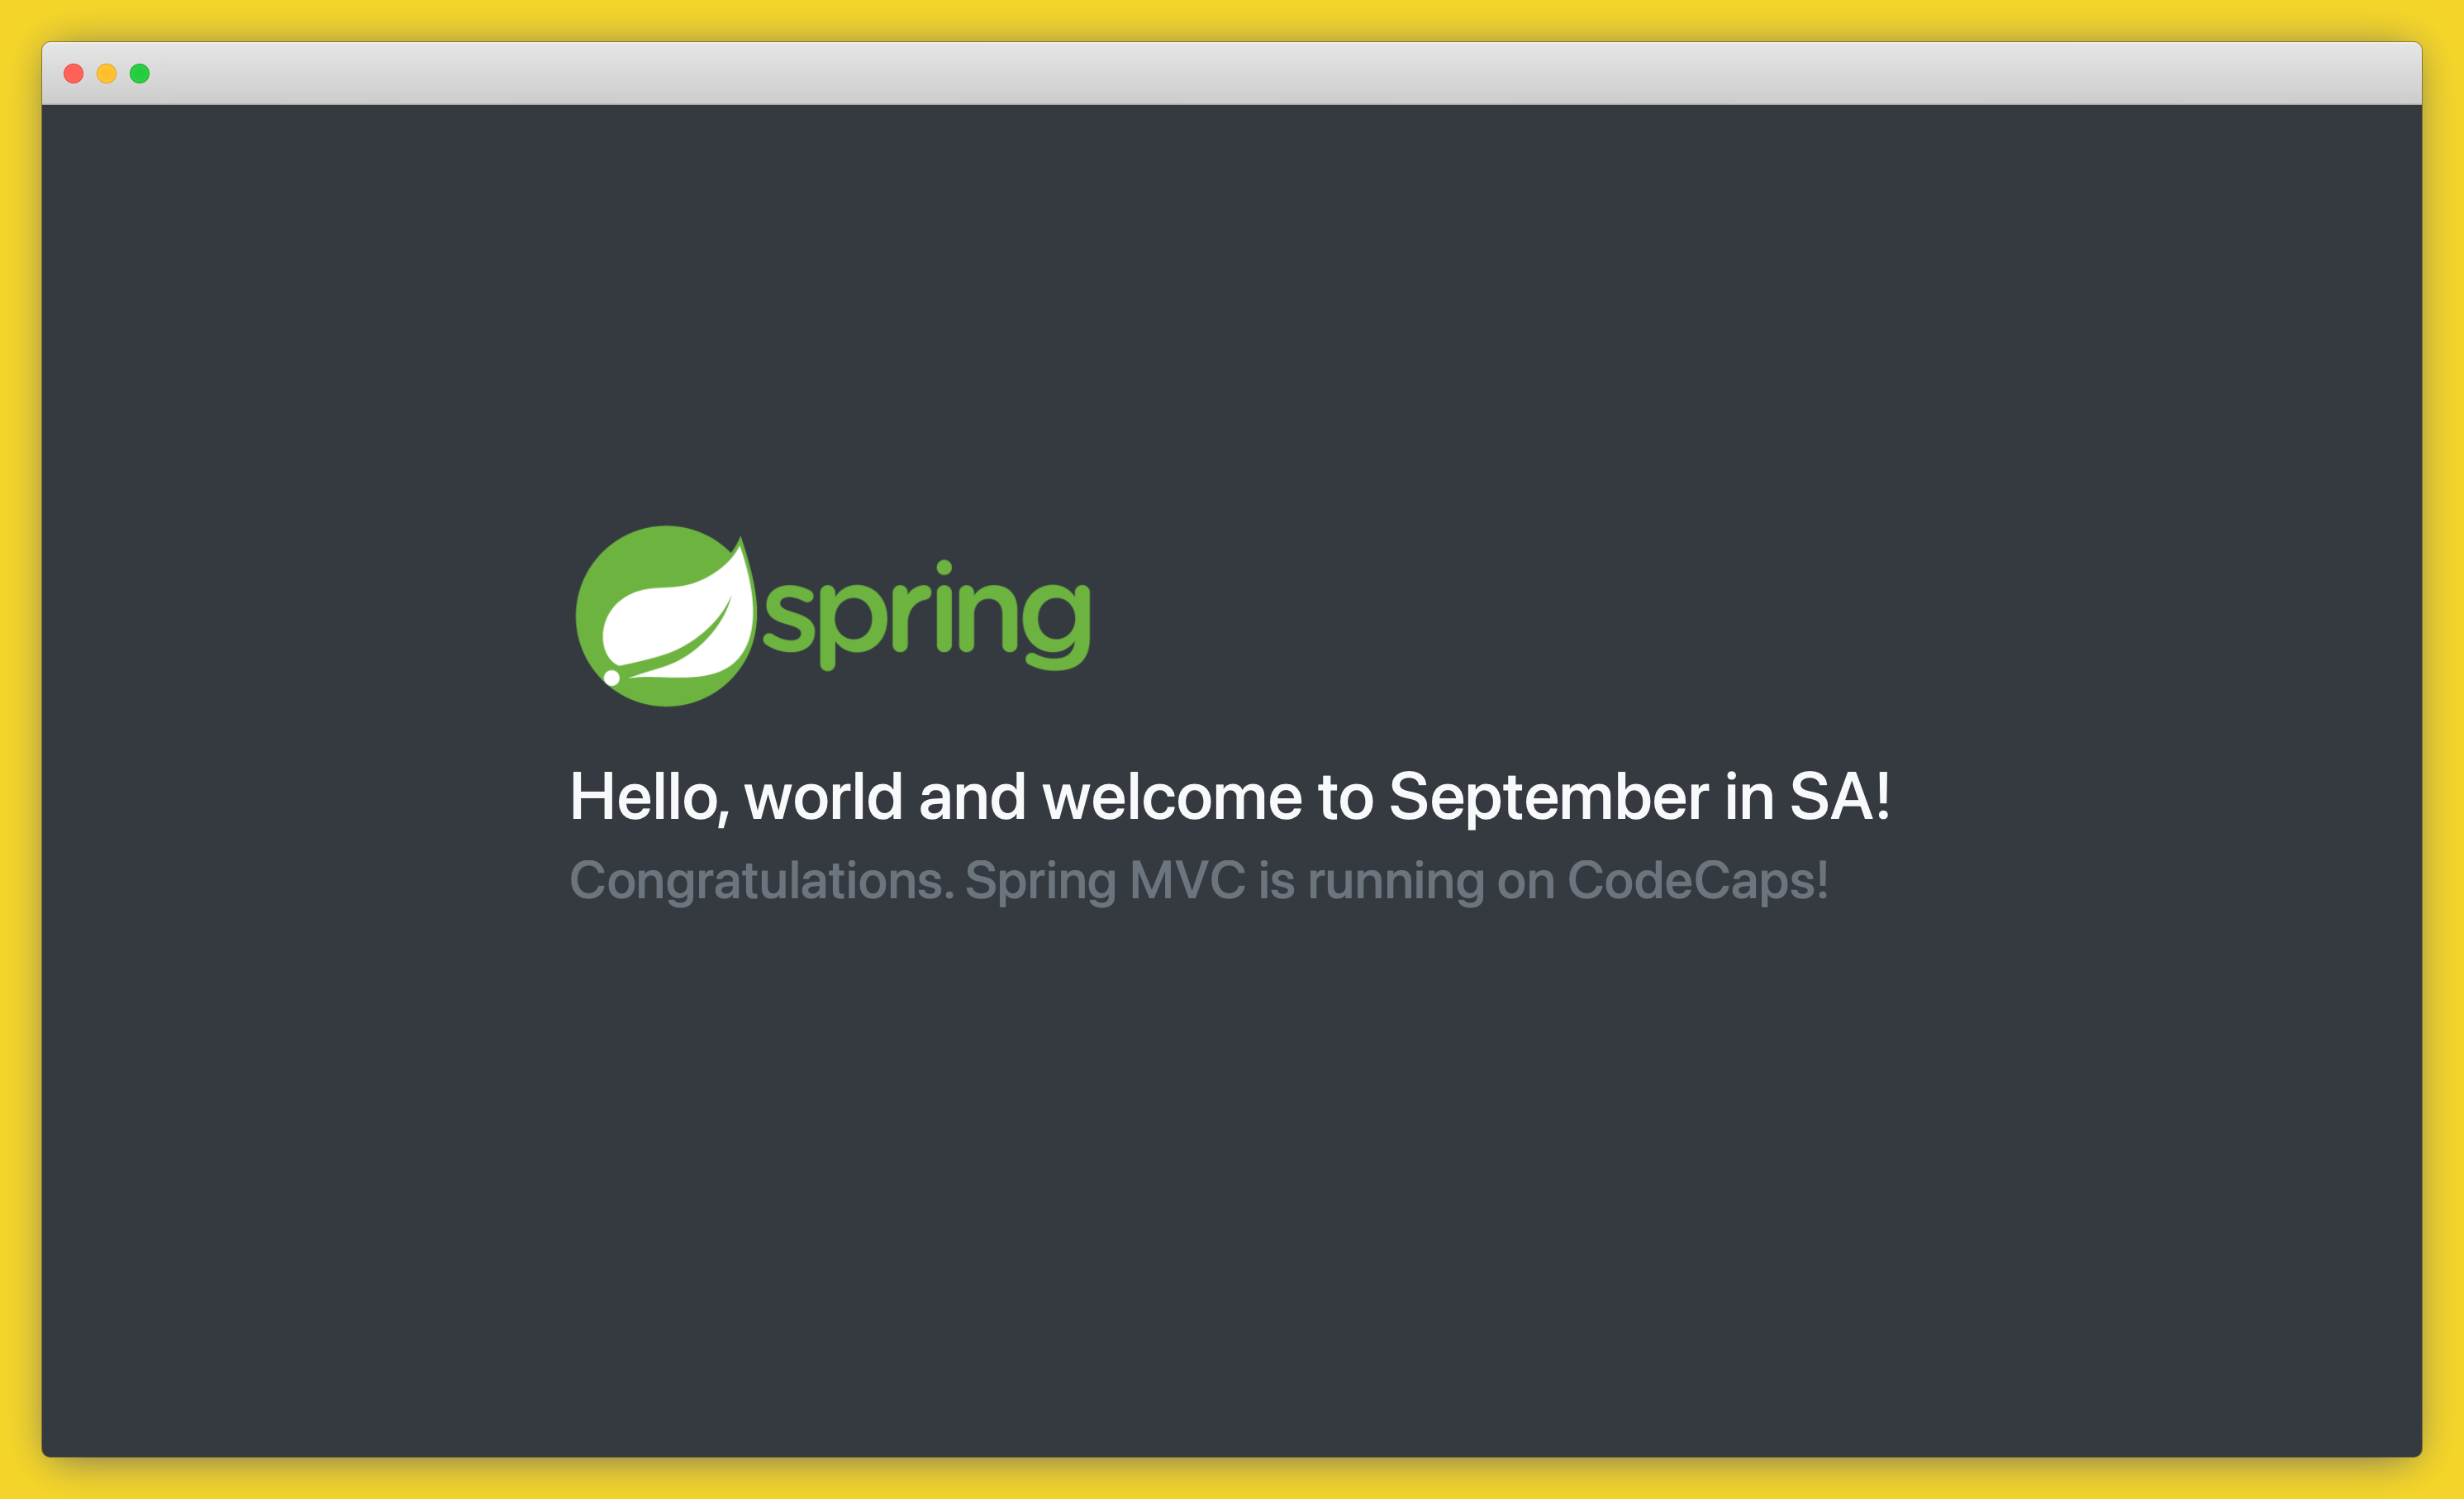 spring
Hello, world and welcome to September in SA!
Congratulations. Spring MVC is running on CodeCaps!